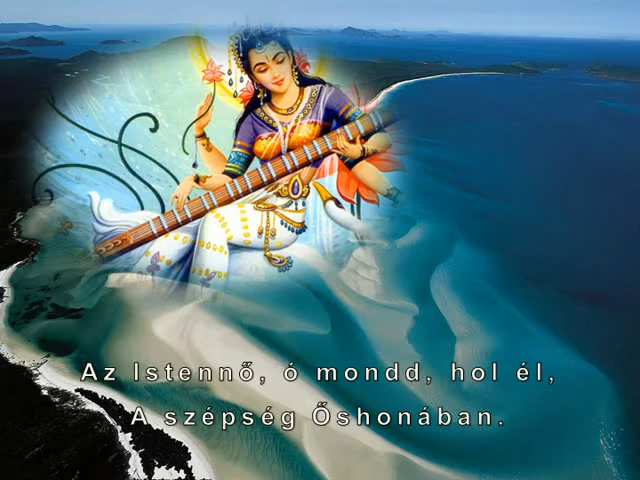 Az Istennő, ó mondd, hol él,
A szépség Őshonában.